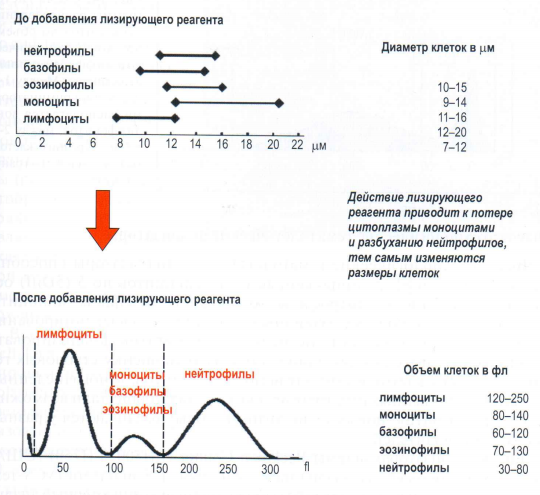 До добавления лизирующего реагента
нейтрофилы
базофилы
эозинофилы
моноциты
лимфоциты
0 2 4 6 8 10 12 14 16 18 20 22 μм
Диаметр клеток в μм
10–15
9–14
11–16
12–20
7–12
Действие лизирующего
реагента приводит к потере
цитоплазмы моноцитами
и разбуханию нейтрофилов,
тем самым изменяются
размеры клеток
После добавления лизирующего реагента
лимфоциты
моноциты
базофилы
эозинофилы
нейтрофилы
0 50 100 150 200 250 300 fl
Объем клеток в фл
лимфоциты 120–250
моноциты 80–140
базофилы 60–120
эозинофилы 70–130
нейтрофилы 30–80